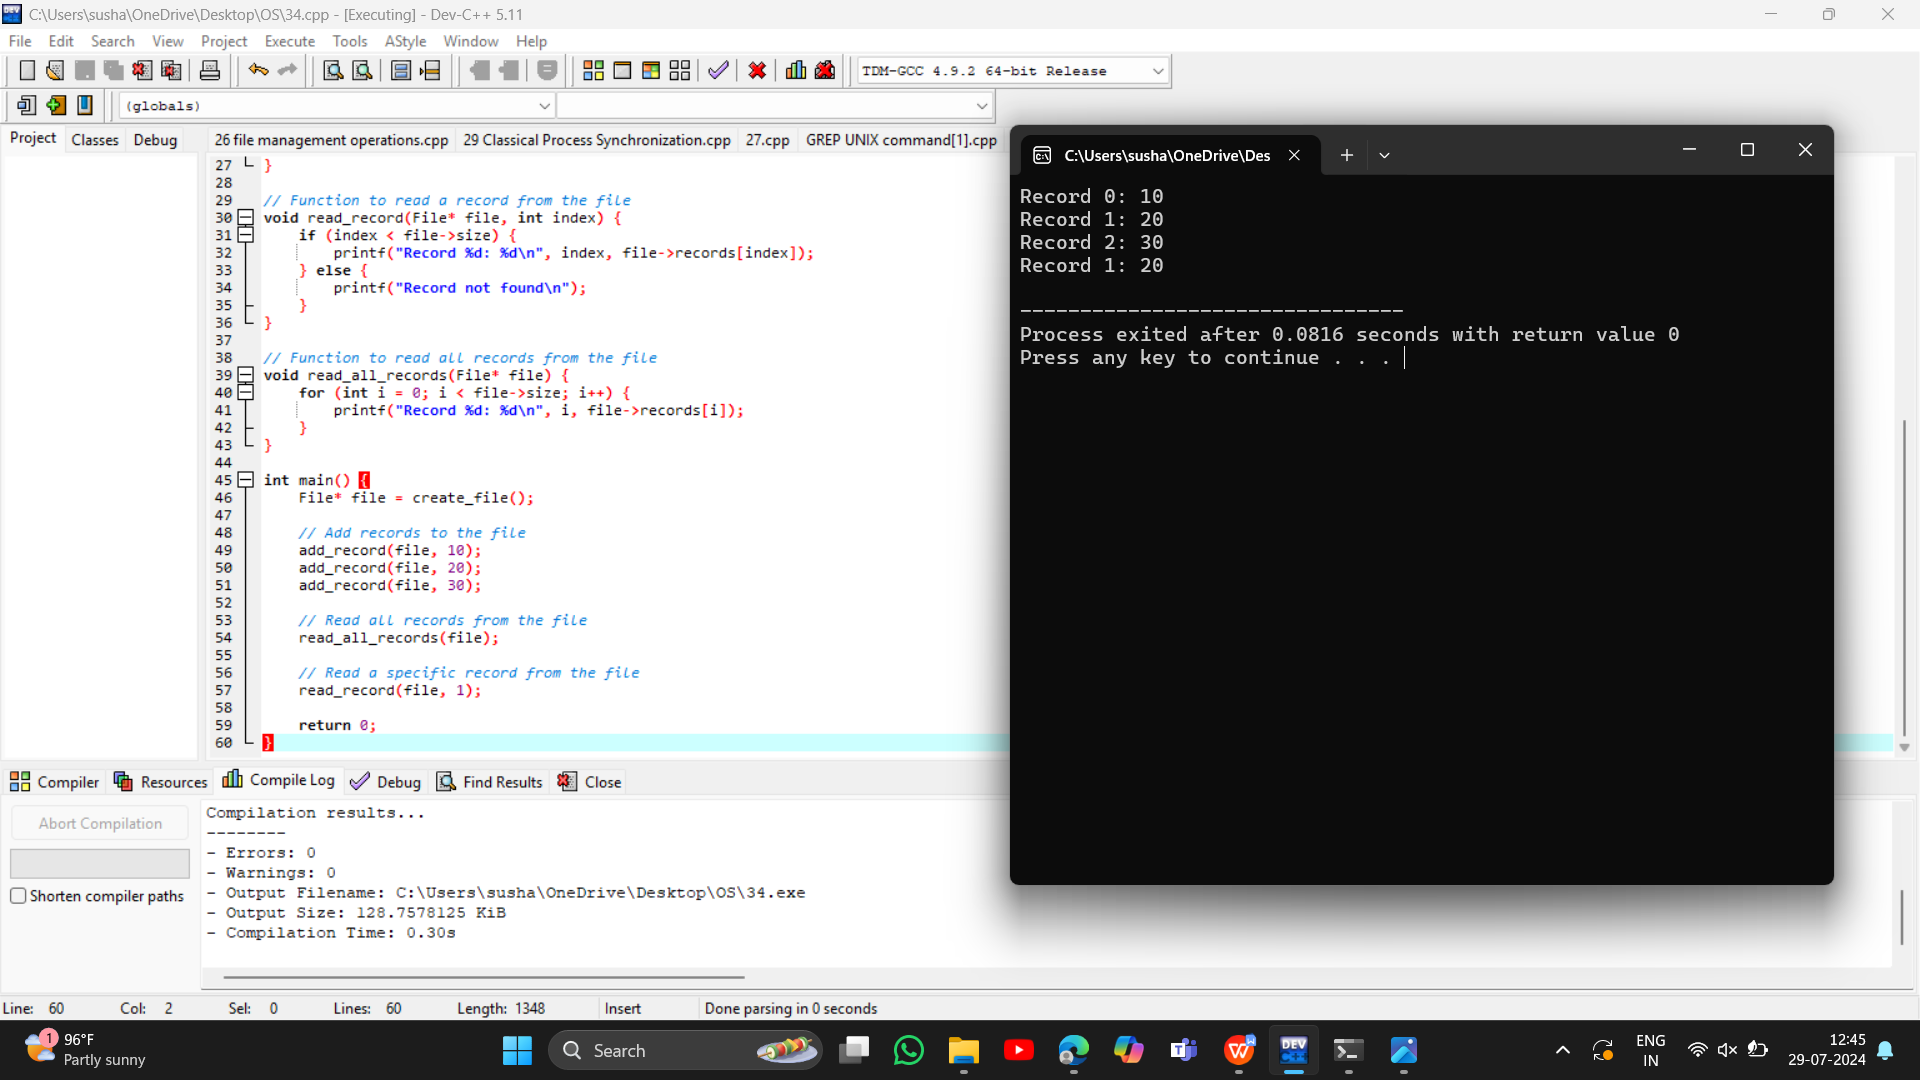 C:\Users\susha\OneDrive\Desktop\OS\34.cpp - [Executing] - Dev-C++ 5.11
File Edit Search View Project Execute Tools AStyle Window Help
TDM-GCC 4.9.2 64-bit Release
(globals)
Project Classes Debug
26 file management operations.cpp 29 Classical Process Synchronization.cpp 27.cpp GREP UNIX command[1].cpp
27 }
28
29 // Function to read a record from the file
30 void read_record(File* file, int index) {
31 if (index < file->size) {
32 printf("Record %d: %d\n", index, file->records[index]);
33 } else {
34 printf("Record not found\n");
35 }
36 }
37
38 // Function to read all records from the file
39 void read_all_records(File* file) {
40 for (int i = 0; i < file->size; i++) {
41 printf("Record %d: %d\n", i, file->records[i]);
42 }
43 }
44
45 int main() {
46 File* file = create_file();
47
48 // Add records to the file
49 add_record(file, 10);
50 add_record(file, 20);
51 add_record(file, 30);
52
53 // Read all records from the file
54 read_all_records(file);
55
56 // Read a specific record from the file
57 read_record(file, 1);
58
59 return 0;
60 }
C:\Users\susha\OneDrive\Des
Record 0: 10
Record 1: 20
Record 2: 30
Record 1: 20
--------------------------------
Process exited after 0.0816 seconds with return value 0
Press any key to continue . . .
Compiler Resources Compile Log Debug Find Results Close
Abort Compilation
Shorten compiler paths
Compilation results...
--------
- Errors: 0
- Warnings: 0
- Output Filename: C:\Users\susha\OneDrive\Desktop\OS\34.exe
- Output Size: 128.7578125 KiB
- Compilation Time: 0.30s
Line: 60 Col: 2 Sel: 0 Lines: 60 Length: 1348 Insert Done parsing in 0 seconds
1
96°F
Partly sunny
Search
DEV
ENG
IN
12:45
29-07-2024